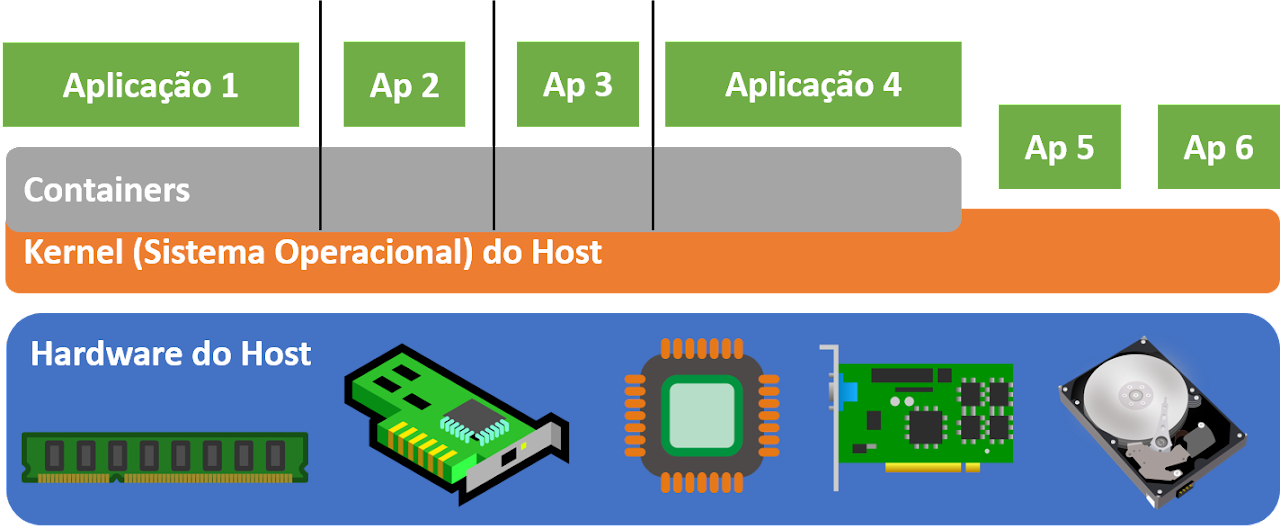 Aplicação 1
Ap 2
Ap 3
Aplicação 4
Ap 5
Ap 6
Containers
Kernel (Sistema Operacional) do Host
Hardware do Host